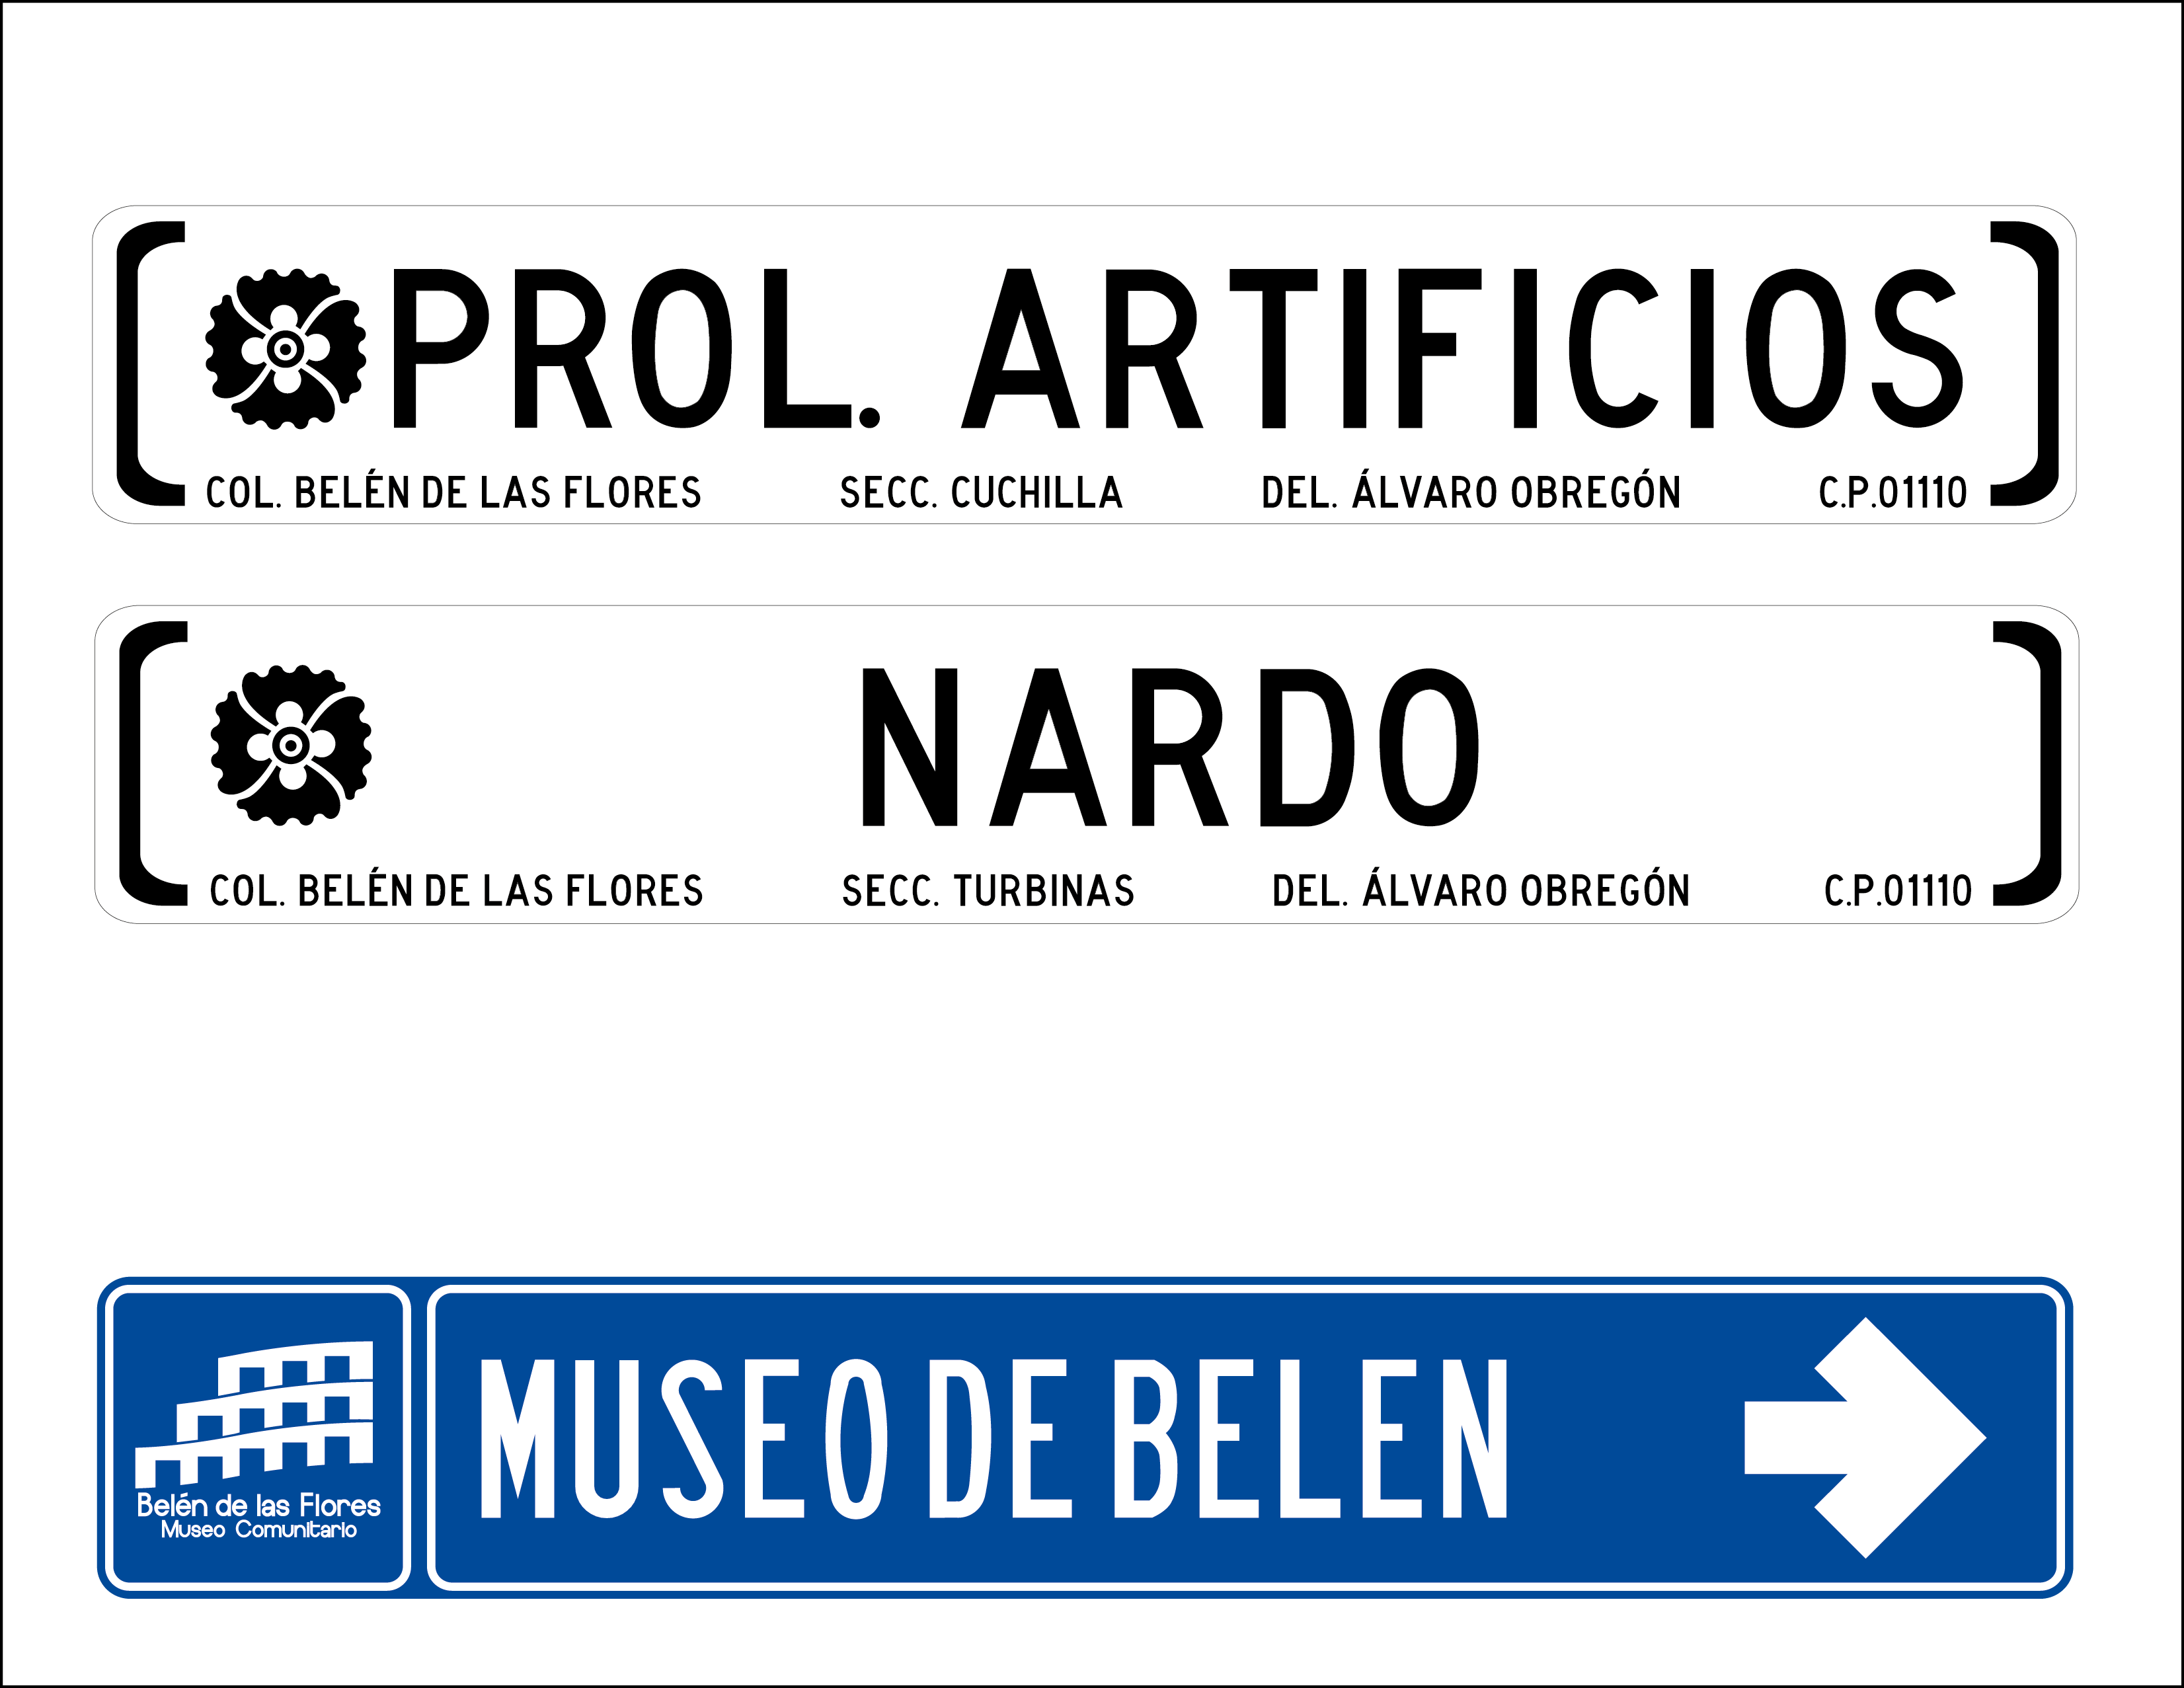 PROL. ARTIFICIOS
COL. BELÉN DE LAS FLORES SECC. CUCHILLA DEL. ÁLVARO OBREGÓN C.P.01110
NARDO
COL. BELÉN DE LAS FLORES SECC. TURBINAS DEL. ÁLVARO OBREGÓN C.P.01110
MUSEO DE BELEN
Belén de las Flores
Museo Comunitario